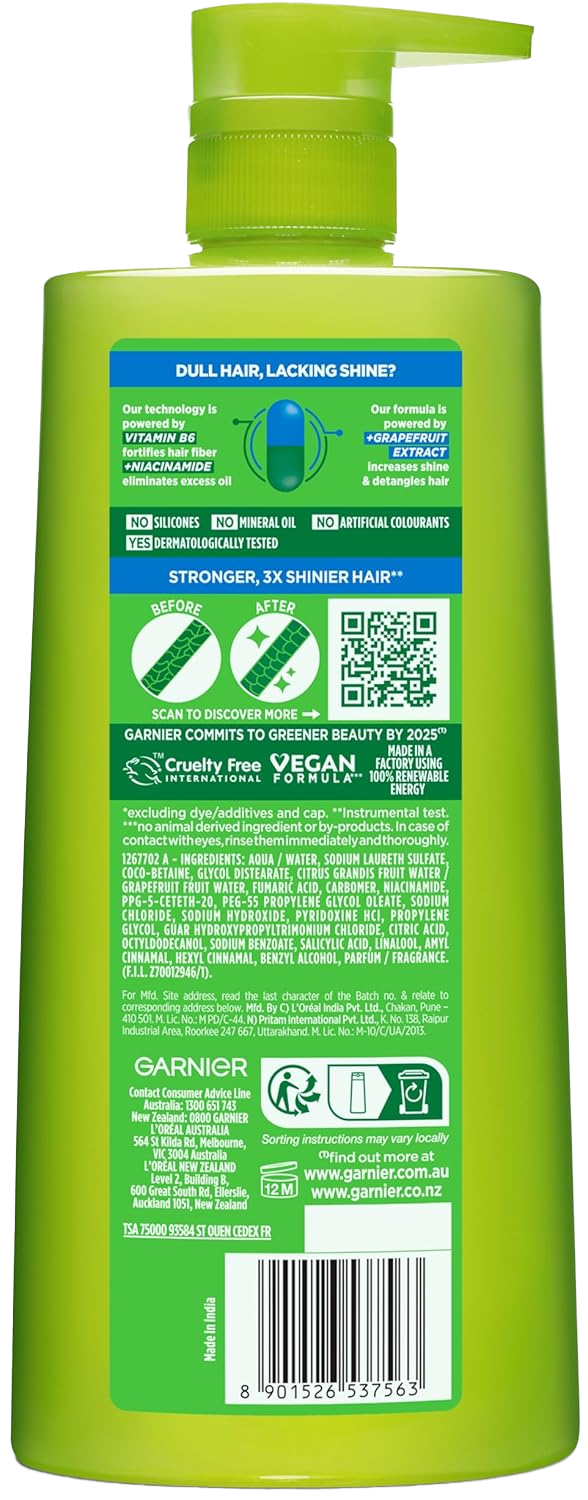 DULL HAIR, LACKING SHINE?
Our technology is
powered by
VITAMIN B6
fortifies hair fiber
+NIACINAMIDE
eliminates excess oil
Our formula is
powered by
+GRAPEFRUIT
EXTRACT
increases shine
& detangles hair
NO SILICONES NO MINERAL OIL NO ARTIFICIAL COLOURANTS
YES DERMATOLOGICALLY TESTED
STRONGER, 3X SHINIER HAIR**
BEFORE AFTER
SCAN TO DISCOVER MORE →
GARNIER COMMITS TO GREENER BEAUTY BY 2025(1)
Cruelty Free TM
INTERNATIONAL
VEGAN
FORMULA***
MADE IN A
FACTORY USING
100% RENEWABLE
ENERGY
*excluding dye/additives and cap. **Instrumental test.
***no animal derived ingredient or by-products. In case of
contact with eyes, rinse them immediately and thoroughly.
1267702 A - INGREDIENTS: AQUA / WATER, SODIUM LAURETH SULFATE,
COCO-BETAINE, GLYCOL DISTEARATE, CITRUS GRANDIS FRUIT WATER /
GRAPEFRUIT FRUIT WATER, FUMARIC ACID, CARBOMER, NIACINAMIDE,
PPG-5-CETETH-20, PEG-55 PROPYLENE GLYCOL OLEATE, SODIUM
CHLORIDE, SODIUM HYDROXIDE, PYRIDOXINE HCI, PROPYLENE
GLYCOL, GUAR HYDROXYPROPYLTRIMONIUM CHLORIDE, CITRIC ACID,
OCTYLDODECANOL, SODIUM BENZOATE, SALICYLIC ACID, LINALOOL, AMYL
CINNAMAL, HEXYL CINNAMAL, BENZYL ALCOHOL, PARFUM / FRAGRANCE.
(F.I.L. Z70012946/1).
For Mfd. Site address, read the last character of the Batch no. & relate to
corresponding address below. Mfd. By C) L'Oréal India Pvt. Ltd., Chakan, Pune –
410 501. M. Lic. No.: M PD/C-44. N) Pritam International Pvt. Ltd., K. No. 138, Raipur
Industrial Area, Roorkee 247 667, Uttarakhand. M. Lic. No.: M-10/C/UA/2013.
GARNIER
Contact Consumer Advice Line
Australia: 1300 651 743
New Zealand: 0800 GARNIER
L'ORÉAL AUSTRALIA
564 St Kilda Rd, Melbourne,
VIC 3004 Australia
L'ORÉAL NEW ZEALAND
Level 2, Building B,
600 Great South Rd, Ellerslie,
Auckland 1051, New Zealand
TSA 75000 93584 ST OUEN CEDEX FR
Sorting instructions may vary locally
(1)find out more at
www.garnier.com.au
www.garnier.co.nz
12 M
Made in India
8 901526 537563